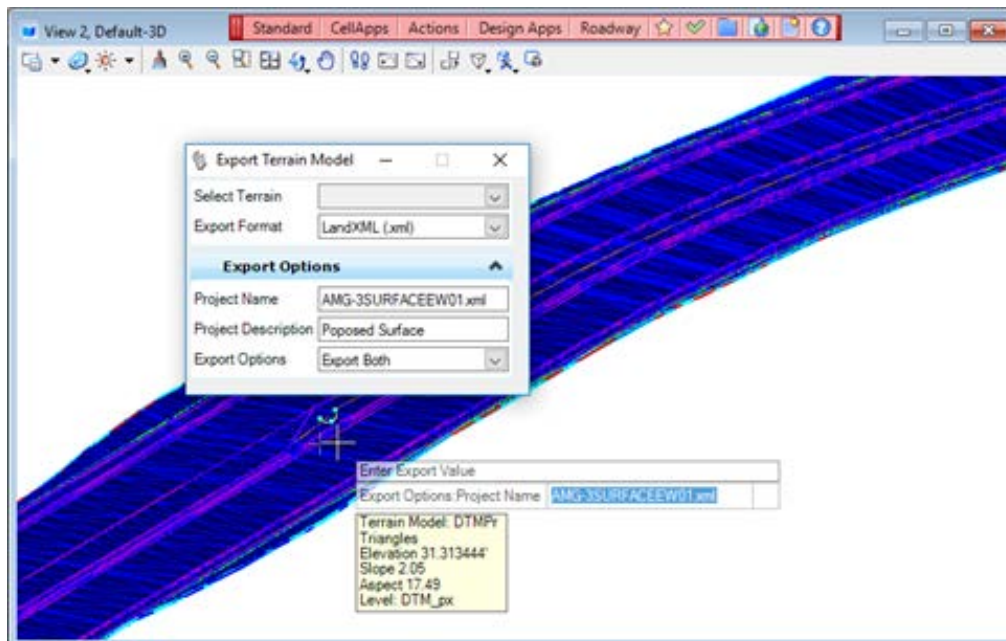 View 2, Default-3D
Standard CellApps Actions Design Apps Roadway
Export Terrain Model
Select Terrain
Export Format LandXML (.xml)
Export Options
Project Name AMG-3SURFACEEW01.xml
Project Description Poposed Surface
Export Options Export Both
Enter Export Value
Export Options:Project Name AMG-3SURFACEEW01.xml
Terrain Model: DTMPr
Triangles
Elevation 31.313444'
Slope 2.05
Aspect 17.49
Level: DTM_px